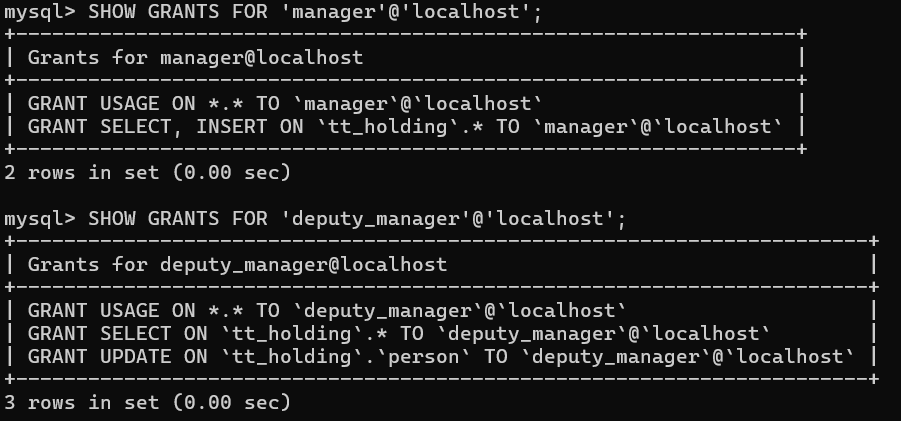 mysql> SHOW GRANTS FOR 'manager'@'localhost';
+-----------------------------------------------------------------+
| Grants for manager@localhost                                    |
+-----------------------------------------------------------------+
| GRANT USAGE ON *.* TO `manager`@`localhost`                     |
| GRANT SELECT, INSERT ON `tt_holding`.* TO `manager`@`localhost` |
+-----------------------------------------------------------------+
2 rows in set (0.00 sec)
mysql> SHOW GRANTS FOR 'deputy_manager'@'localhost';
+-----------------------------------------------------------------------+
| Grants for deputy_manager@localhost                                   |
+-----------------------------------------------------------------------+
| GRANT USAGE ON *.* TO `deputy_manager`@`localhost`                    |
| GRANT SELECT ON `tt_holding`.* TO `deputy_manager`@`localhost`        |
| GRANT UPDATE ON `tt_holding`.`person` TO `deputy_manager`@`localhost` |
+-----------------------------------------------------------------------+
3 rows in set (0.00 sec)